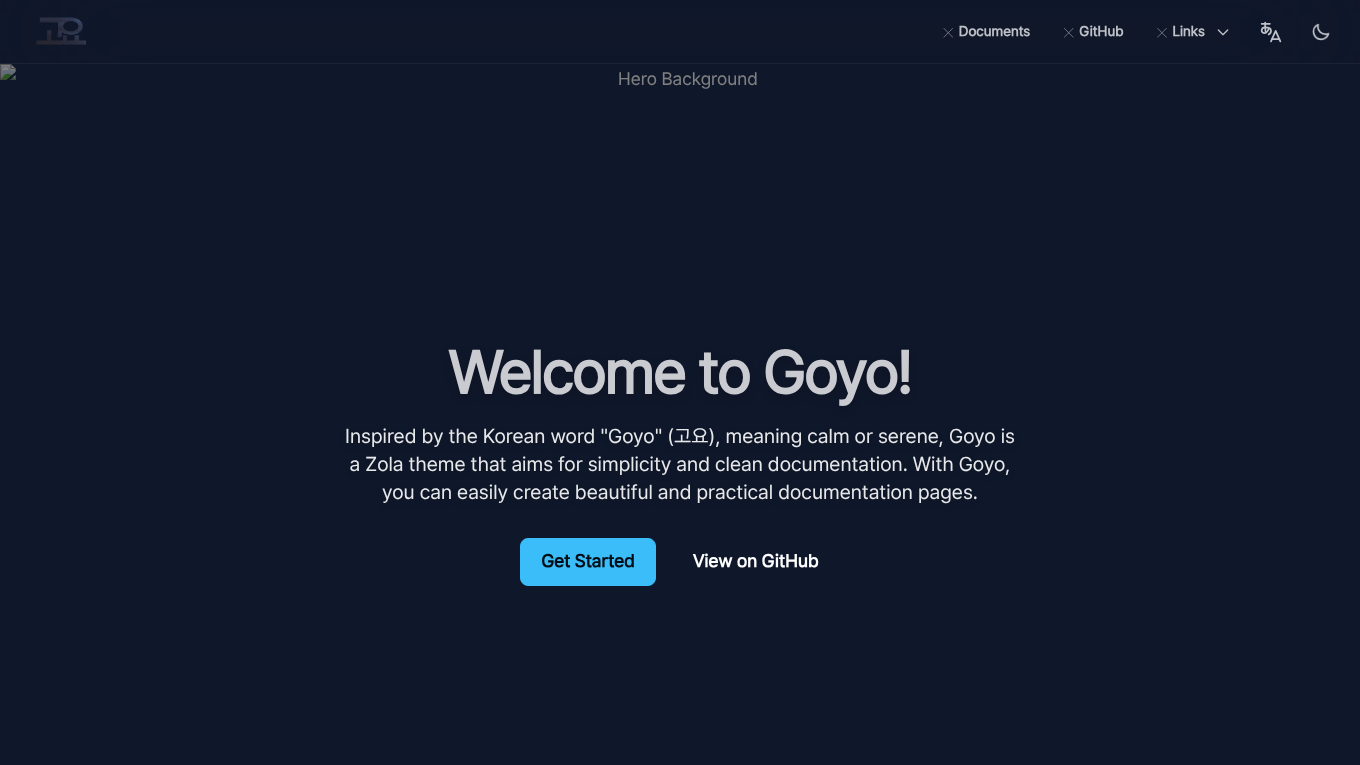 고요
Documents
GitHub
Links
Hero Background
Welcome to Goyo!
Inspired by the Korean word "Goyo" (고요), meaning calm or serene, Goyo is
a Zola theme that aims for simplicity and clean documentation. With Goyo,
you can easily create beautiful and practical documentation pages.
Get Started
View on GitHub